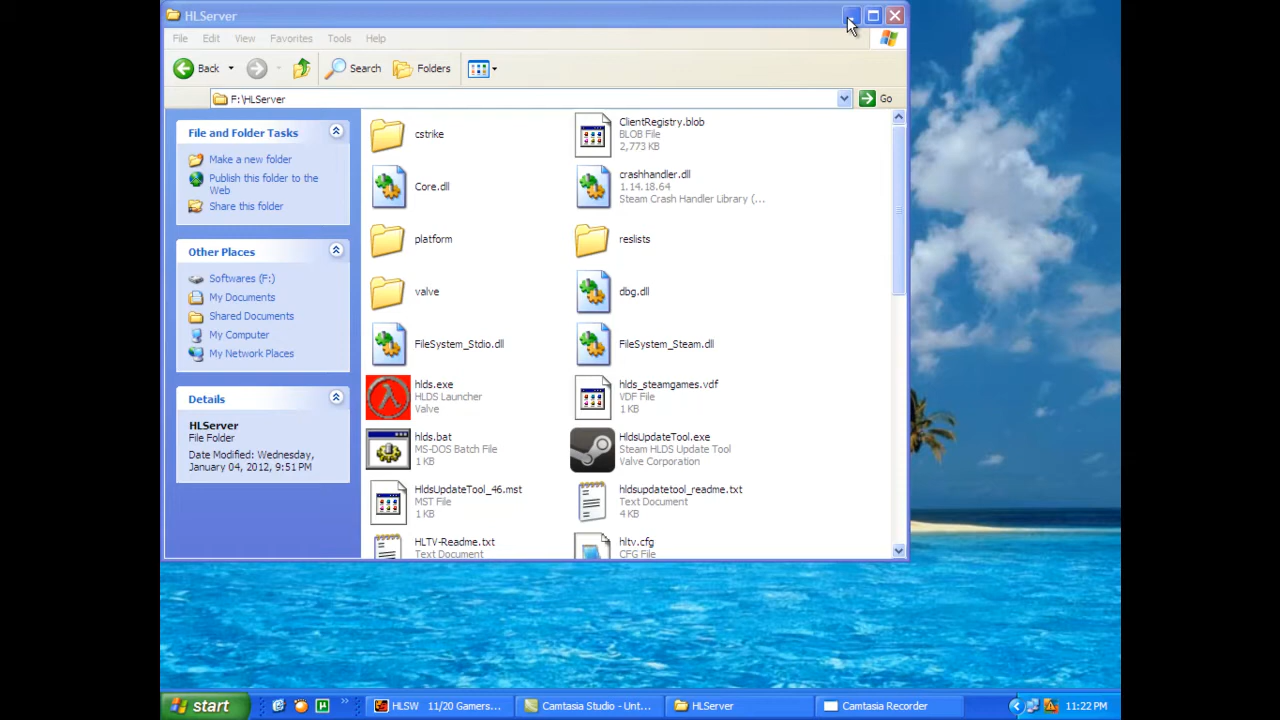 HLServer
File Edit View Favorites Tools Help
Back Search Folders
F:\HLServer Go
File and Folder Tasks
Make a new folder
Publish this folder to the
Web
Share this folder
Other Places
Softwares (F:)
My Documents
Shared Documents
My Computer
My Network Places
Details
HLServer
File Folder
Date Modified: Wednesday,
January 04, 2012, 9:51 PM
cstrike
ClientRegistry.blob
BLOB File
2,773 KB
Core.dll
crashhandler.dll
1.14.18.64
Steam Crash Handler Library (...
platform
reslists
valve
dbg.dll
FileSystem_Stdio.dll
FileSystem_Steam.dll
hlds.exe
HLDS Launcher
Valve
hlds_steamgames.vdf
VDF File
1 KB
hlds.bat
MS-DOS Batch File
1 KB
HldsUpdateTool.exe
Steam HLDS Update Tool
Valve Corporation
HldsUpdateTool_46.mst
MST File
1 KB
hldsupdatetool_readme.txt
Text Document
4 KB
HLTV-Readme.txt
Text Document
hltv.cfg
CFG File
start HLSW 11/20 Gamers... Camtasia Studio - Unt... HLServer Camtasia Recorder 11:22 PM